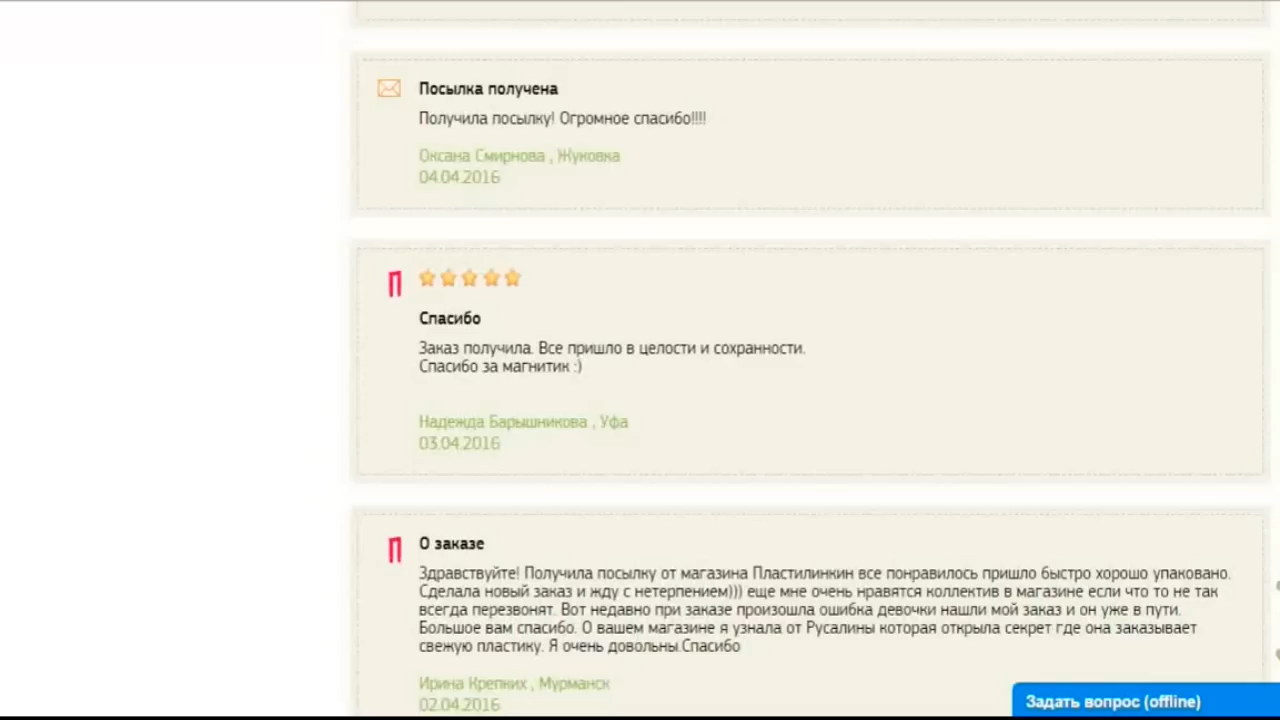 Посылка получена
Получила посылку! Огромное спасибо!!!!
Оксана Смирнова , Жуковка
04.04.2016
П
Спасибо
Заказ получила. Все пришло в целости и сохранности.
Спасибо за магнитик :)
Надежда Барышникова , Уфа
03.04.2016
П
О заказе
Здравствуйте! Получила посылку от магазина Пластилинкин все понравилось пришло быстро хорошо упаковано.
Сделала новый заказ и жду с нетерпением))) еще мне очень нравятся коллектив в магазине если что то не так
всегда перезвонят. Вот недавно при заказе произошла ошибка девочки нашли мой заказ и он уже в пути.
Большое вам спасибо. О вашем магазине я узнала от Русалины которая открыла секрет где она заказывает
свежую пластику. Я очень довольны.Спасибо
Ирина Крепких , Мурманск
02.04.2016
Задать вопрос (offline)